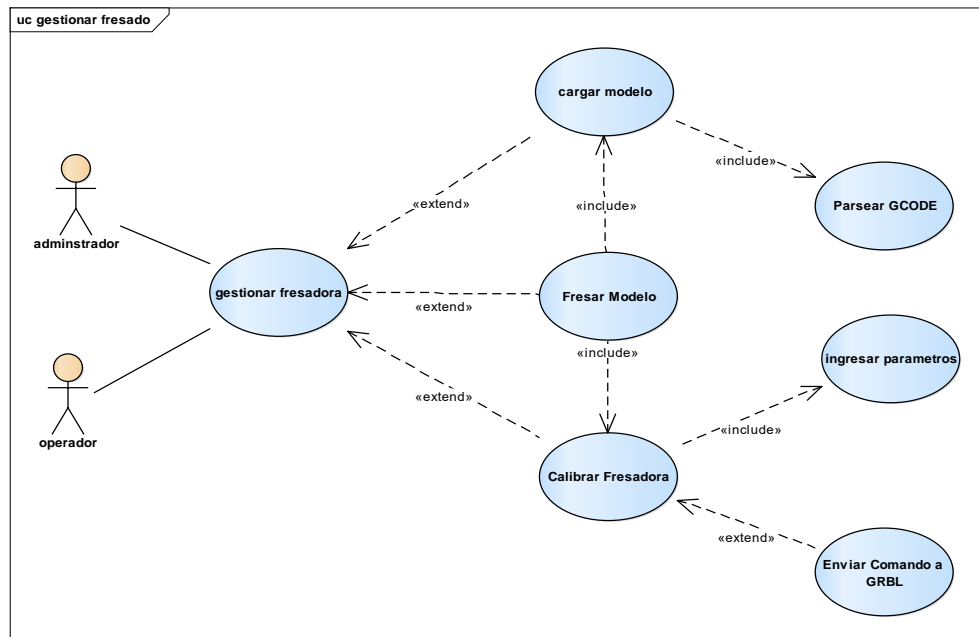 uc gestionar fresado
cargar modelo
«include»
Parsear GCODE
«extend»
«include»
adminstrador
gestionar fresadora
Fresar Modelo
«extend»
«include»
ingresar parametros
operador
«extend»
«include»
Calibrar Fresadora
«extend»
Enviar Comando a
GRBL